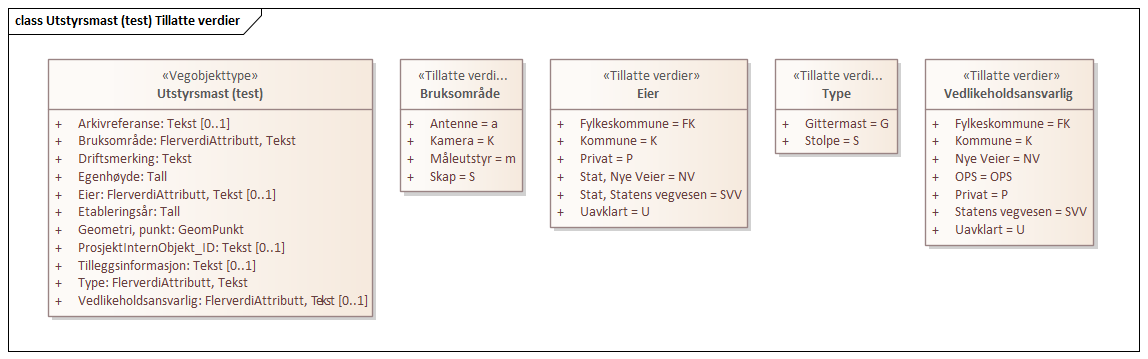 class Utstyrsmast (test) Tillatte verdier
«Vegobjekttype»
Utstyrsmast (test)
+ Arkivreferanse: Tekst [0..1]
+ Bruksområde: FlerverdiAttributt, Tekst
+ Driftsmerking: Tekst
+ Egenhøyde: Tall
+ Eier: FlerverdiAttributt, Tekst [0..1]
+ Etableringsår: Tall
+ Geometri, punkt: GeomPunkt
+ ProsjektInternObjekt_ID: Tekst [0..1]
+ Tilleggsinformasjon: Tekst [0..1]
+ Type: FlerverdiAttributt, Tekst
+ Vedlikeholdsansvarlig: FlerverdiAttributt, Tekst [0..1]
«Tillatte verdi...
Bruksområde
+ Antenne = a
+ Kamera = K
+ Måleutstyr = m
+ Skap = S
«Tillatte verdier»
Eier
+ Fylkeskommune = FK
+ Kommune = K
+ Privat = P
+ Stat, Nye Veier = NV
+ Stat, Statens vegvesen = SVV
+ Uavklart = U
«Tillatte verdi...
Type
+ Gittermast = G
+ Stolpe = S
«Tillatte verdier»
Vedlikeholdsansvarlig
+ Fylkeskommune = FK
+ Kommune = K
+ Nye Veier = NV
+ OPS = OPS
+ Privat = P
+ Statens vegvesen = SVV
+ Uavklart = U